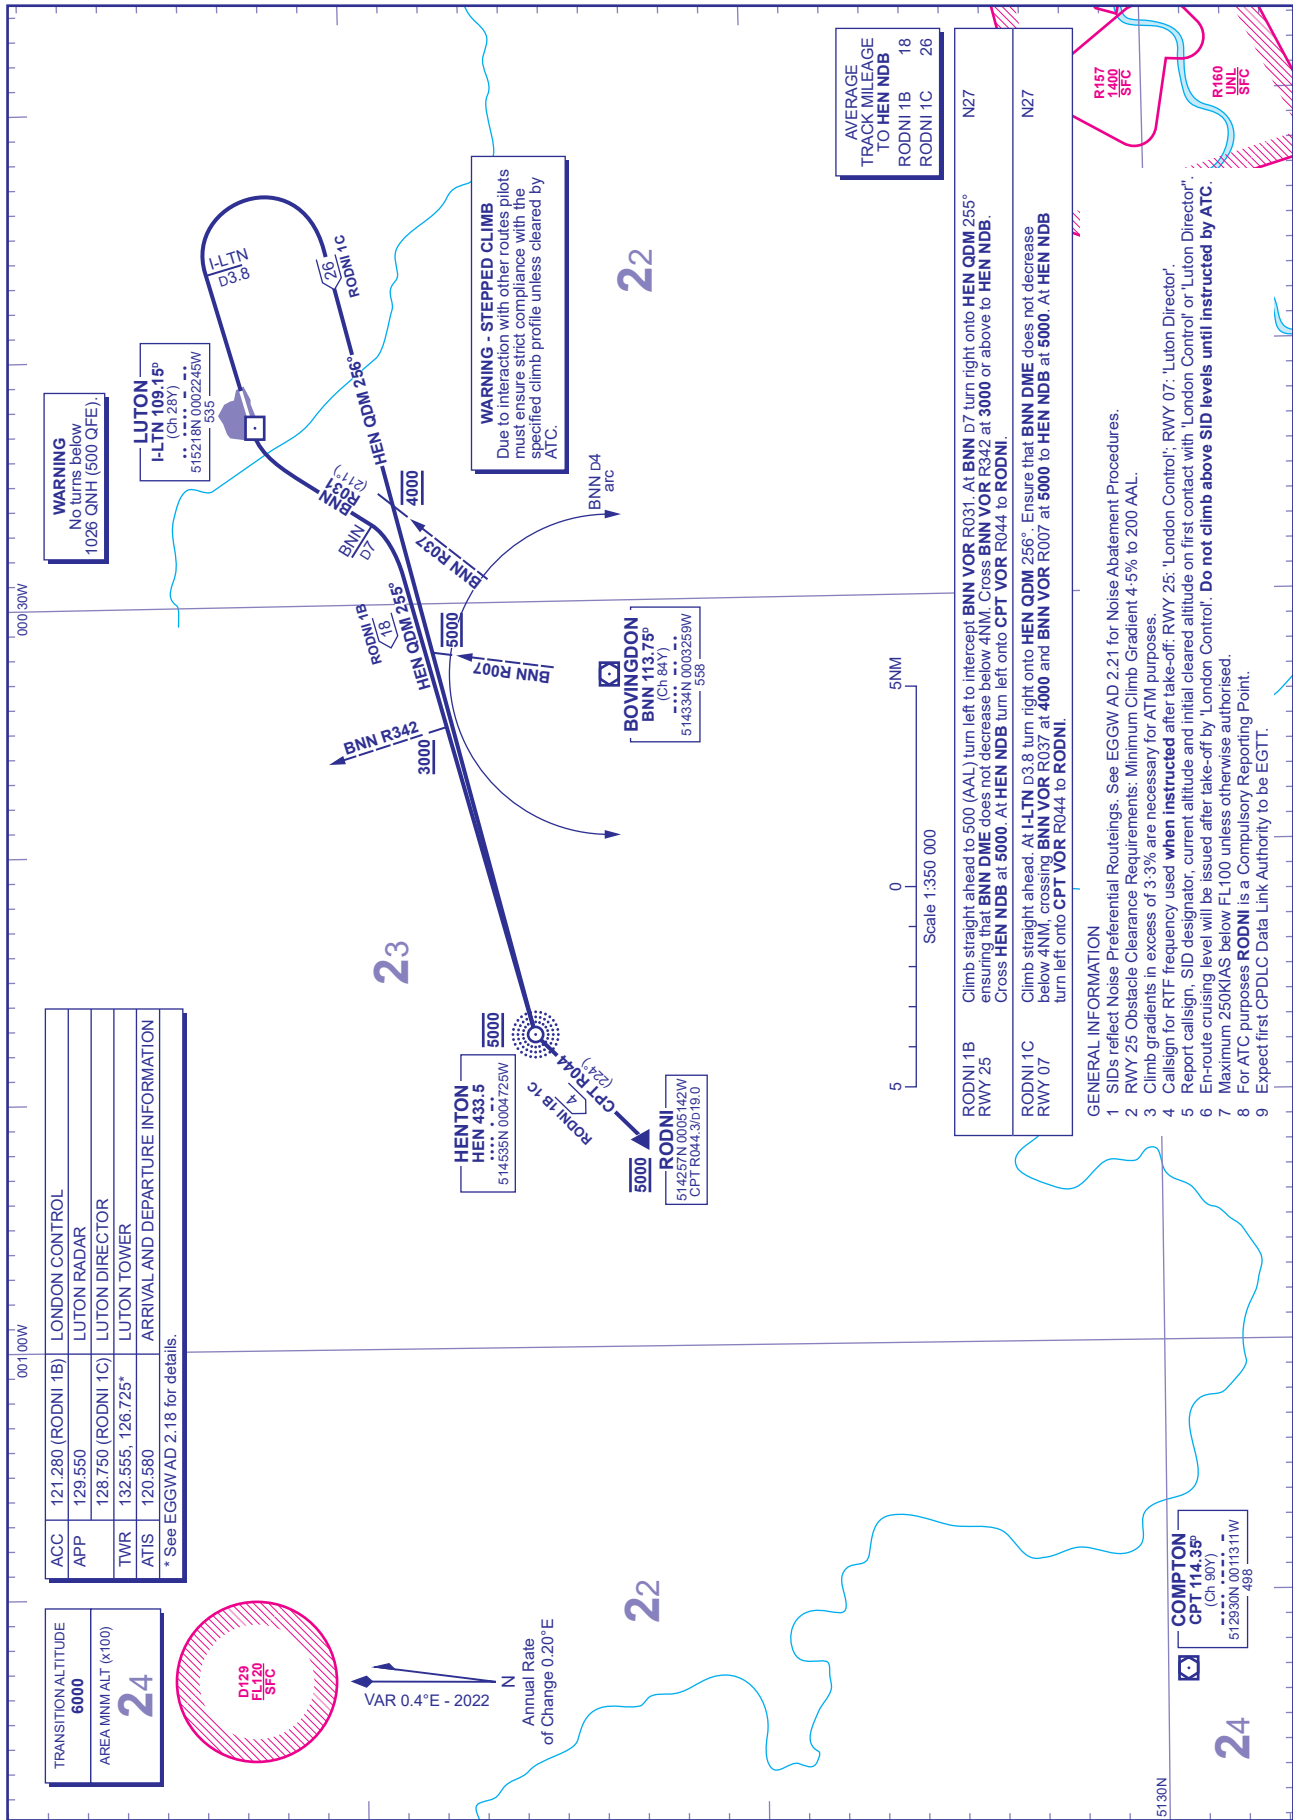 TRANSITION ALTITUDE
6000
AREA MNM ALT (x100)
24
ACC 121.280 (RODNI 1B) LONDON CONTROL
APP 129.550 LUTON RADAR
128.750 (RODNI 1C) LUTON DIRECTOR
TWR 132.555, 126.725* LUTON TOWER
ATIS 120.580 ARRIVAL AND DEPARTURE INFORMATION
* See EGGW AD 2.18 for details.
001 00W
000 30W
WARNING
No turns below
1026 QNH (500 QFE).
LUTON
I-LTN 109.15ᴰ
(Ch 28Y)
515218N 0002245W
535
I-LTN
D3.8
26
RODNI 1C
D129
FL120
SFC
VAR 0.4°E - 2022
N
Annual Rate
of Change 0.20°E
BNN R031
(211°)
BNN
D7
HEN QDM 256°
4000
BNN R037
RODNI 1B
18
HEN QDM 255°
5000
BNN R007
BNN R342
3000
BNN D4
arc
WARNING - STEPPED CLIMB
Due to interaction with other routes pilots
must ensure strict compliance with the
specified climb profile unless cleared by
ATC.
23
22
22
24
HENTON
HEN 433.5
514535N 0004725W
5000
RODNI 1B 1C
4
CPT R044
(224°)
5000
RODNI
514257N 0005142W
CPT R044.3/D19.0
BOVINGDON
BNN 113.75ᴰ
(Ch 84Y)
514334N 0003259W
558
AVERAGE
TRACK MILEAGE
TO HEN NDB
RODNI 1B 18
RODNI 1C 26
5 0 5NM
Scale 1:350 000
RODNI 1B Climb straight ahead to 500 (AAL) turn left to intercept BNN VOR R031. At BNN D7 turn right onto HEN QDM 255° N27
RWY 25 ensuring that BNN DME does not decrease below 4NM. Cross BNN VOR R342 at 3000 or above to HEN NDB.
Cross HEN NDB at 5000. At HEN NDB turn left onto CPT VOR R044 to RODNI.
RODNI 1C Climb straight ahead. At I-LTN D3.8 turn right onto HEN QDM 256°. Ensure that BNN DME does not decrease N27
RWY 07 below 4NM, crossing BNN VOR R037 at 4000 and BNN VOR R007 at 5000 to HEN NDB at 5000. At HEN NDB
turn left onto CPT VOR R044 to RODNI.
GENERAL INFORMATION
1 SIDs reflect Noise Preferential Routeings. See EGGW AD 2.21 for Noise Abatement Procedures.
2 RWY 25 Obstacle Clearance Requirements: Minimum Climb Gradient 4·5% to 200 AAL.
3 Climb gradients in excess of 3·3% are necessary for ATM purposes.
4 Callsign for RTF frequency used when instructed after take-off: RWY 25: 'London Control'; RWY 07: 'Luton Director'.
5 Report callsign, SID designator, current altitude and initial cleared altitude on first contact with 'London Control' or 'Luton Director".
6 En-route cruising level will be issued after take-off by 'London Control'. Do not climb above SID levels until instructed by ATC.
7 Maximum 250KIAS below FL100 unless otherwise authorised.
8 For ATC purposes RODNI is a Compulsory Reporting Point.
9 Expect first CPDLC Data Link Authority to be EGTT.
R157
1400
SFC
R160
UNL
SFC
COMPTON
CPT 114.35ᴰ
(Ch 90Y)
512930N 0011311W
498
5130N